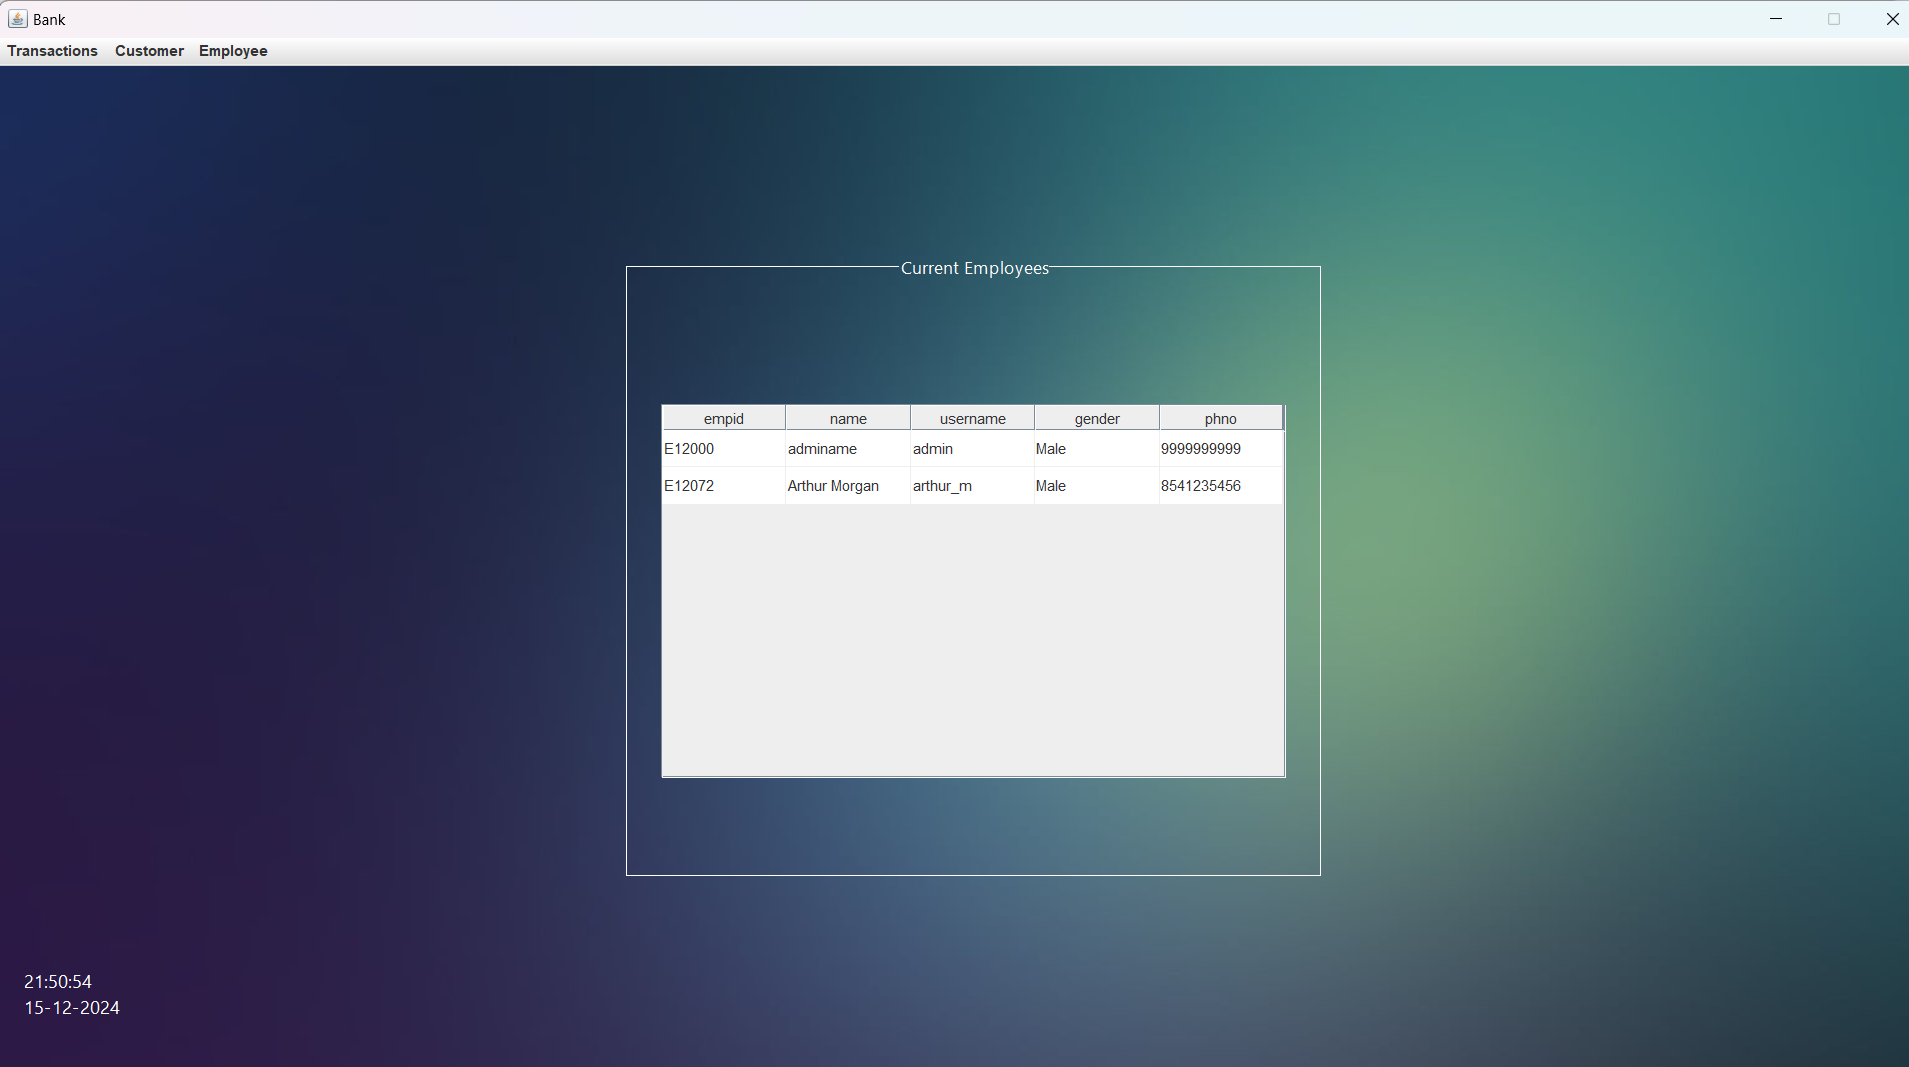 Bank
Transactions Customer Employee
Current Employees
empid name username gender phno
E12000 adminame admin Male 9999999999
E12072 Arthur Morgan arthur_m Male 8541235456
21:50:54
15-12-2024